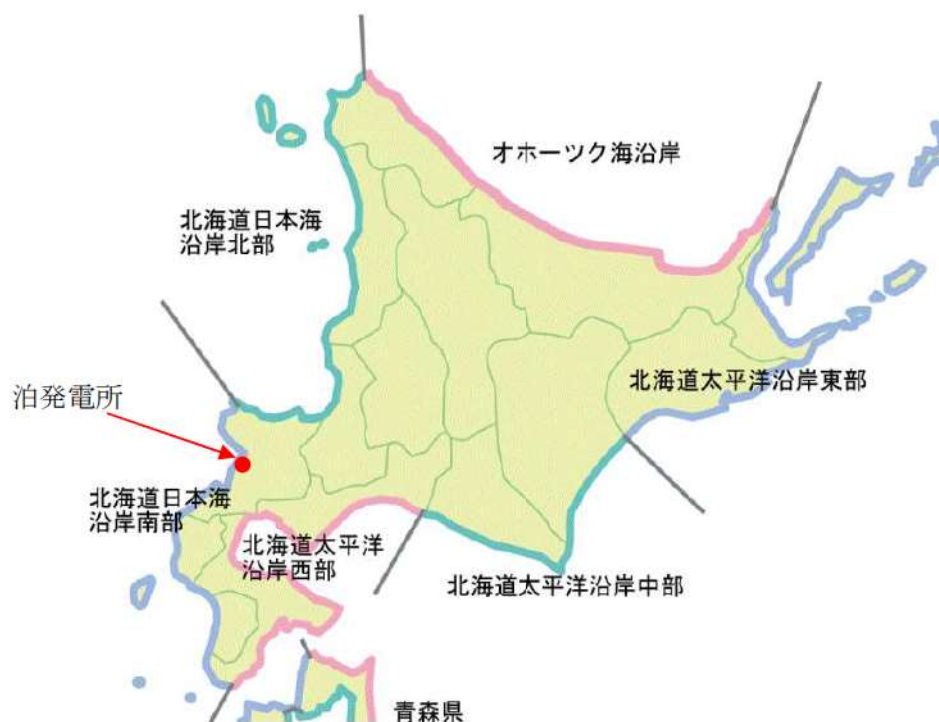 オホーツク海沿岸
北海道日本海
沿岸北部
北海道太平洋沿岸東部
泊発電所
北海道日本海
沿岸南部
北海道太平洋
沿岸西部
北海道太平洋沿岸中部
青森県